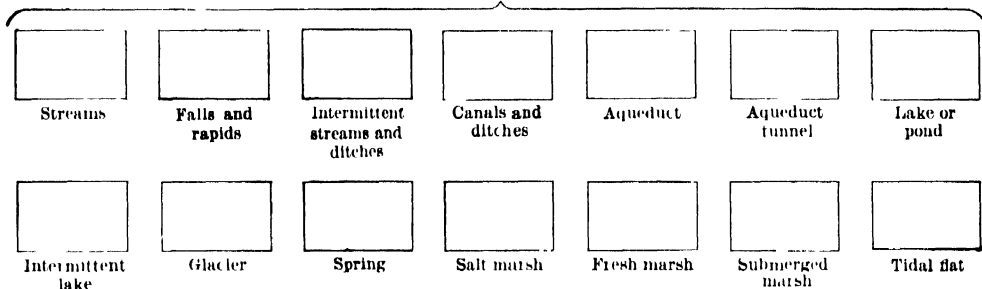 Streams
Falls and
rapids
Intermittent
streams and
ditches
Canals and
ditches
Aqueduct
Aqueduct
tunnel
Lake or
pond
Intermittent
lake
Glacier
Spring
Salt marsh
Fresh marsh
Submerged
marsh
Tidal flat